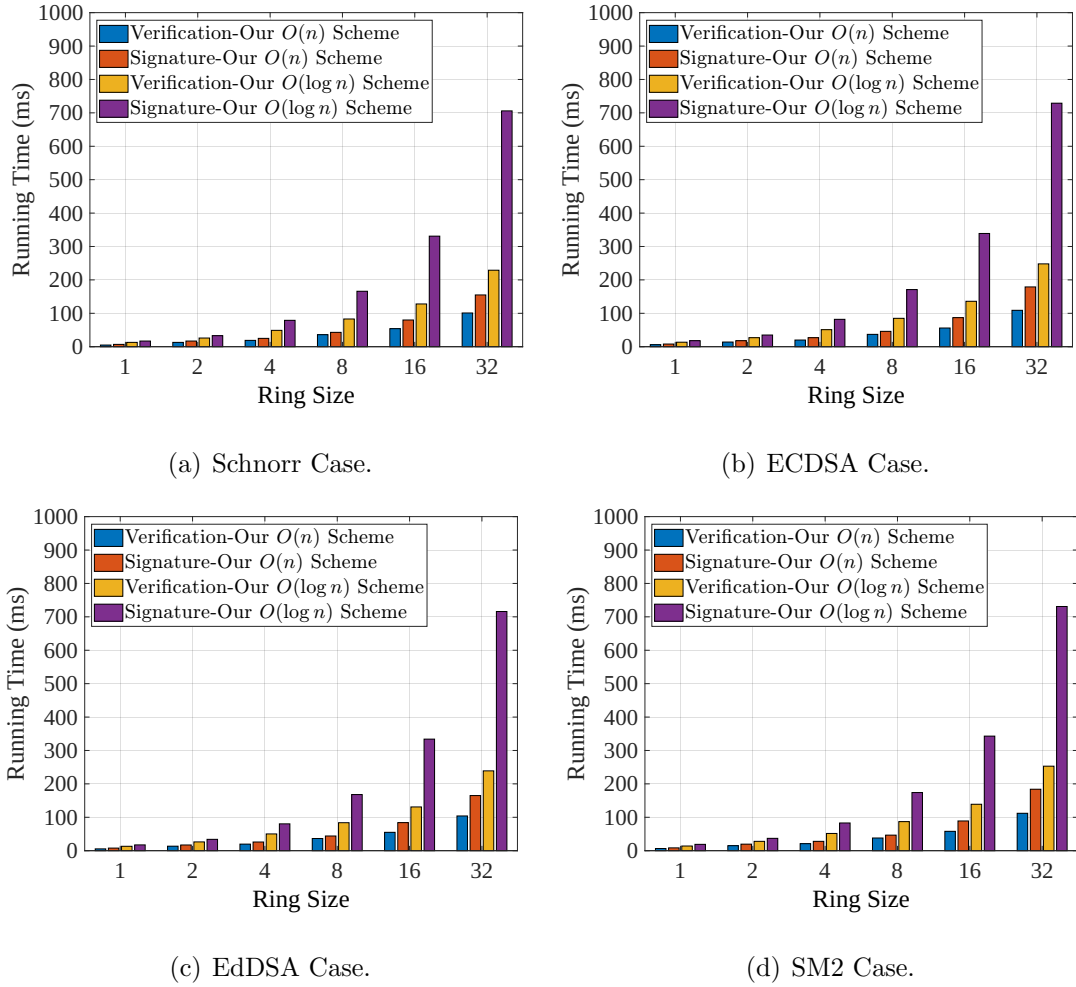 1000
900
800
700
600
500
400
300
200
100
0
Running Time (ms)
Verification-Our O(n) Scheme
Signature-Our O(n) Scheme
Verification-Our O(log n) Scheme
Signature-Our O(log n) Scheme
1 2 4 8 16 32
Ring Size
(a) Schnorr Case.
1000
900
800
700
600
500
400
300
200
100
0
Running Time (ms)
Verification-Our O(n) Scheme
Signature-Our O(n) Scheme
Verification-Our O(log n) Scheme
Signature-Our O(log n) Scheme
1 2 4 8 16 32
Ring Size
(b) ECDSA Case.
1000
900
800
700
600
500
400
300
200
100
0
Running Time (ms)
Verification-Our O(n) Scheme
Signature-Our O(n) Scheme
Verification-Our O(log n) Scheme
Signature-Our O(log n) Scheme
1 2 4 8 16 32
Ring Size
(c) EdDSA Case.
1000
900
800
700
600
500
400
300
200
100
0
Running Time (ms)
Verification-Our O(n) Scheme
Signature-Our O(n) Scheme
Verification-Our O(log n) Scheme
Signature-Our O(log n) Scheme
1 2 4 8 16 32
Ring Size
(d) SM2 Case.